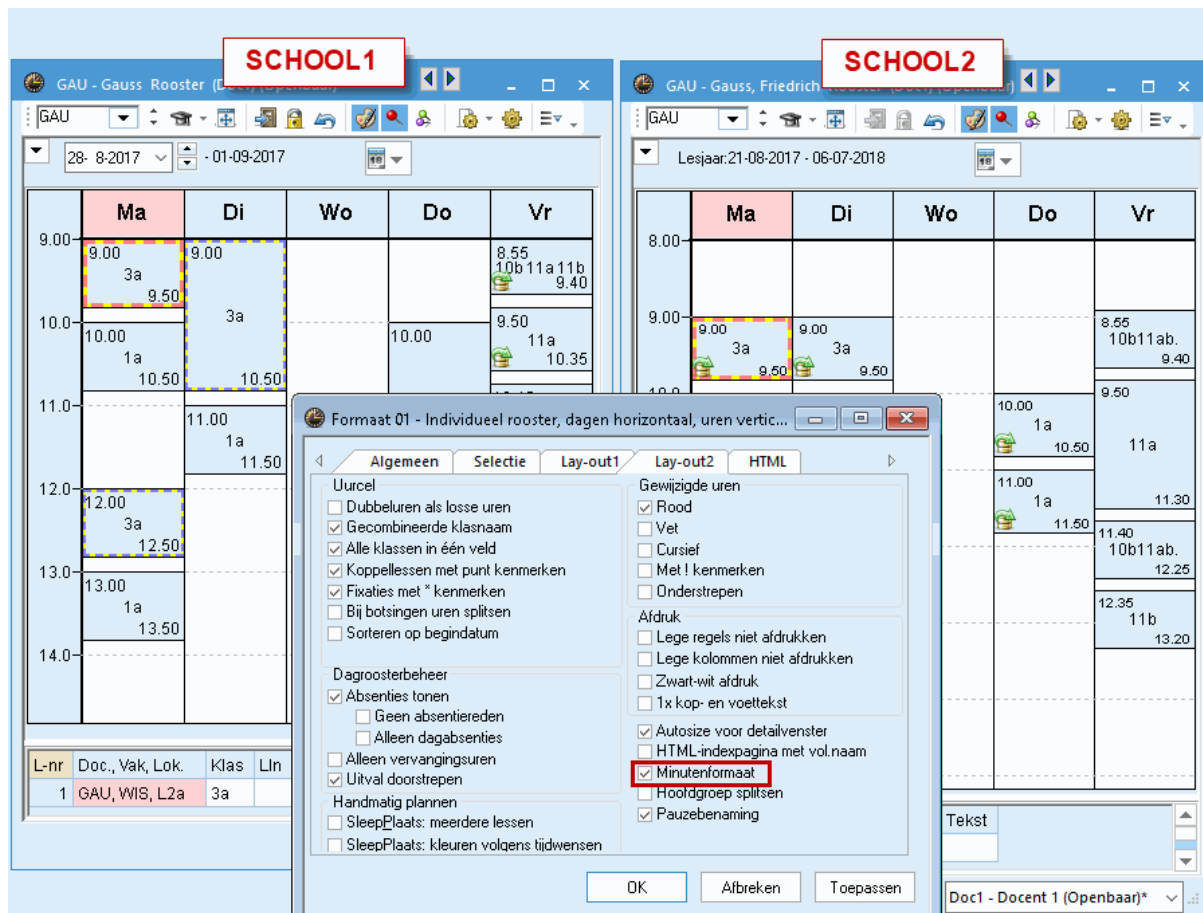 SCHOOL1
GAU - Gauss Rooster (Doc1) (Openbaar)
GAU
28- 8-2017 - 01-09-2017
Ma Di Wo Do Vr
9.00
9.00 9.00 8.55
3a 10b11a11b
9.50 9.40
3a
10.0
10.00 10.00 9.50
1a 11a
10.50 10.50 10.35
11.0
11.00
1a
11.50
12.0
12.00
3a
12.50
13.0
13.00
1a
13.50
14.0
L-nr Doc., Vak, Lok. Klas Lln
1 GAU, WIS, L2a 3a
SCHOOL2
GAU - Gauss, Friedrich Rooster (Doc1) (Openbaar)
GAU
Lesjaar:21-08-2017 - 06-07-2018
Ma Di Wo Do Vr
8.00
9.00
9.00 9.00 8.55
3a 3a 10b11ab.
9.50 9.50 9.40
10.0
10.00 9.50
1a 11a
10.50
11.00
1a 11.30
11.50
11.40
10b11ab.
12.25
12.35
11b
13.20
Tekst
Doc1 - Docent 1 (Openbaar)*
Formaat 01 - Individueel rooster, dagen horizontaal, uren vertic...
Algemeen Selectie Lay-out1 Lay-out2 HTML
Uurcel
Dubbeluren als losse uren
Gecombineerde klasnaam
Alle klassen in één veld
Koppellessen met punt kenmerken
Fixaties met * kenmerken
Bij botsingen uren splitsen
Sorteren op begindatum
Dagroosterbeheer
Absenties tonen
Geen absentiereden
Alleen dagabsenties
Alleen vervangingsuren
Uitval doorstrepen
Handmatig plannen
SleepPlaats: meerdere lessen
SleepPlaats: kleuren volgens tijdwensen
Gewijzigde uren
Rood
Vet
Cursief
Met ! kenmerken
Onderstrepen
Afdruk
Lege regels niet afdrukken
Lege kolommen niet afdrukken
Zwart-wit afdruk
1x kop- en voettekst
Autosize voor detailvenster
HTML-indexpagina met vol.naam
Minutenformaat
Hoofdgroep splitsen
Pauzebenaming
OK Afbreken Toepassen